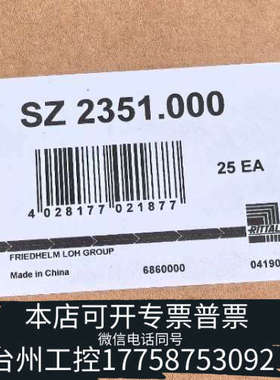 SZ 2351.000
25 EA
4 028177 021877
RITTAL
FRIEDHELM LOH GROUP
Made in China
6860000
04190
本店可开专票普票
微信电话同号
台州工控17758753092